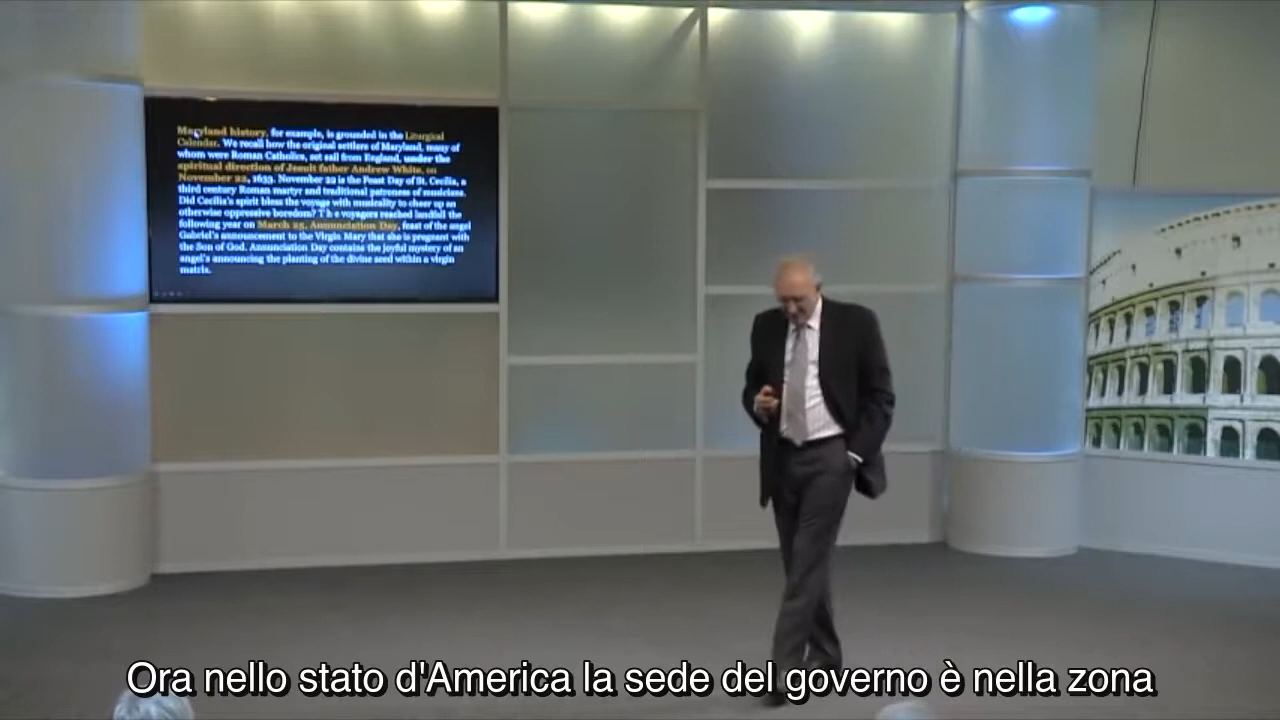 Maryland history, for example, is grounded in the Liturgical
Calendar. We recall how the original settlers of Maryland, many of
whom were Roman Catholics, set sail from England, under the
spiritual direction of Jesuit father Andrew White, on
November 22, 1633. November 22 is the Feast Day of St. Cecilia, a
third century Roman martyr and traditional patroness of musicians.
Did Cecilia's spirit bless the voyage with musicality to cheer up an
otherwise oppressive boredom? T h e voyagers reached landfall the
following year on March 25, Annunciation Day, feast of the angel
Gabriel's announcement to the Virgin Mary that she is pregnant with
the Son of God. Annunciation Day contains the joyful mystery of an
angel's announcing the planting of the divine seed within a virgin
matrix.
Ora nello stato d'America la sede del governo è nella zona